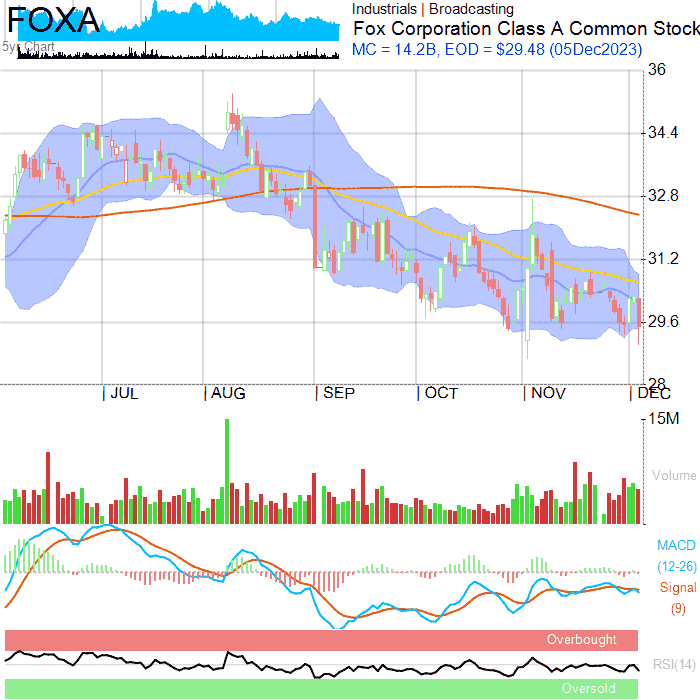 FOXA
Industrials | Broadcasting
Fox Corporation Class A Common Stock
MC = 14.2B, EOD = $29.48 (05Dec2023)
5yr Chart
36
34.4
32.8
31.2
29.6
28
JUL AUG SEP OCT NOV DEC
15M
Volume
MACD
(12-26)
Signal
(9)
Overbought
RSI(14)
Oversold